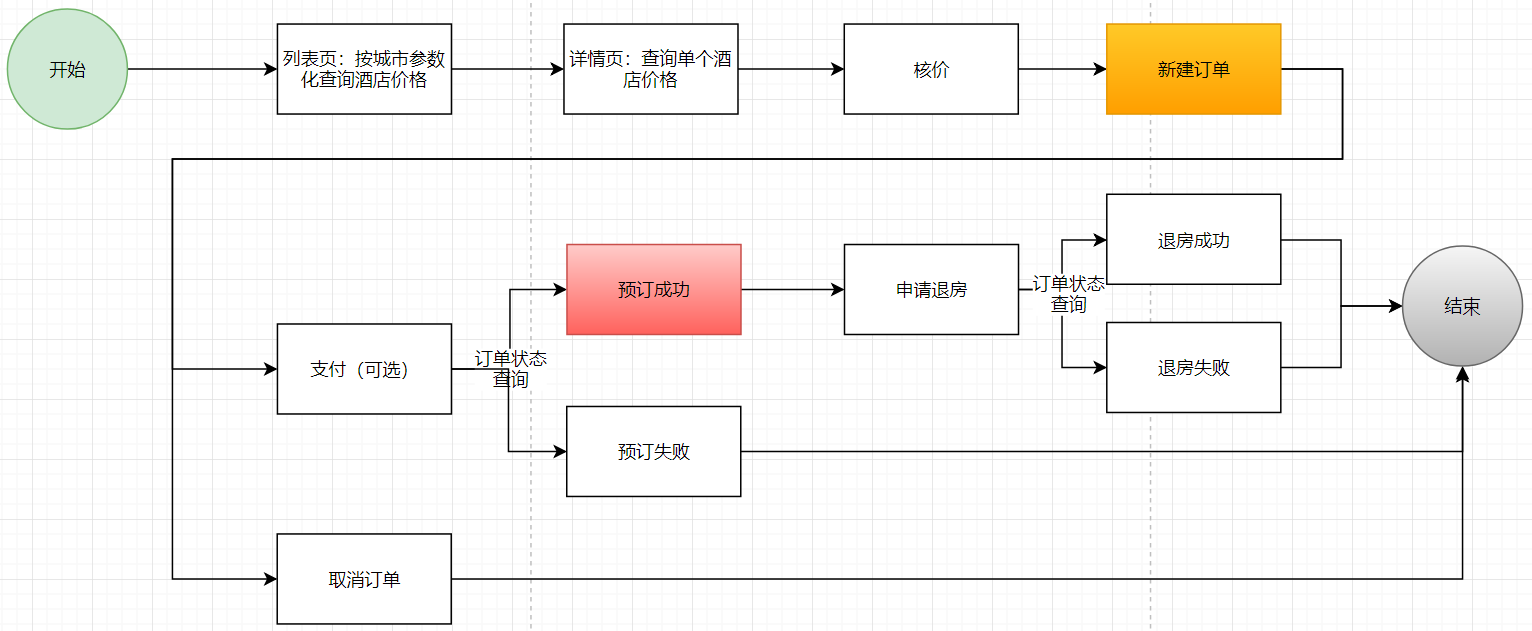 开始
列表页：按城市参数
化查询酒店价格
详情页：查询单个酒
店价格
核价
新建订单
退房成功
预订成功
申请退房
订单状态
查询
结束
支付（可选）
订单状态
查询
退房失败
预订失败
取消订单